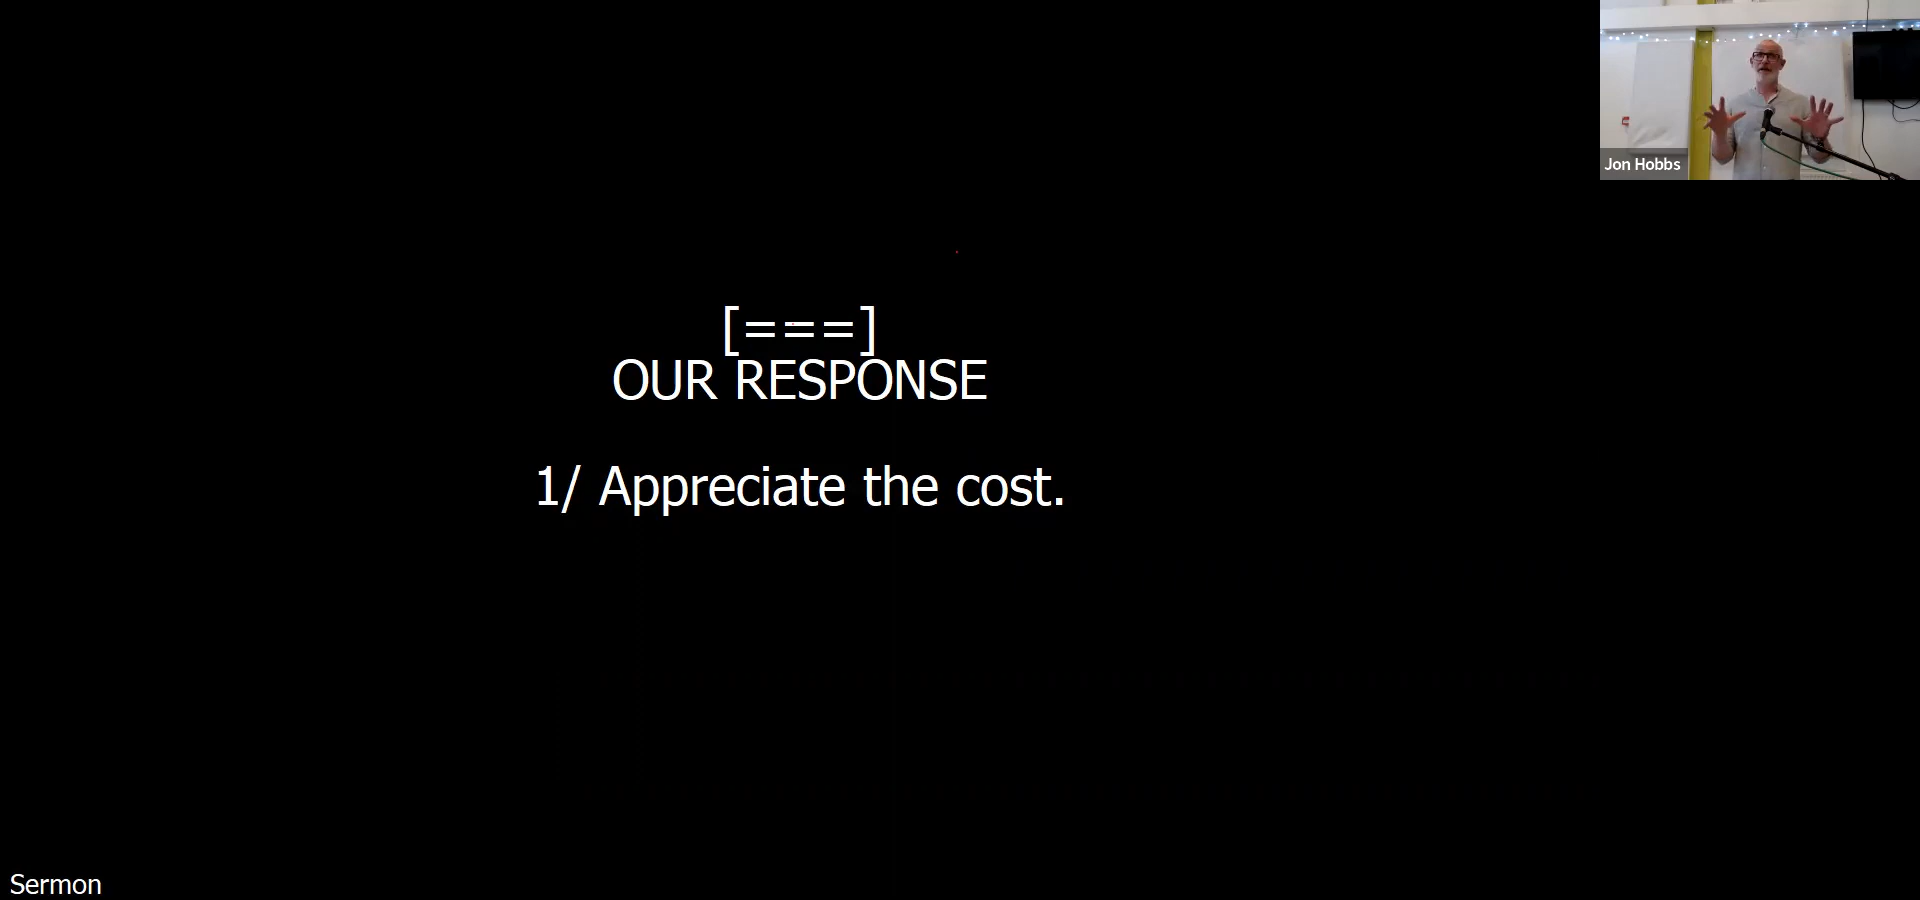 Jon Hobbs
[===]
OUR RESPONSE
1/ Appreciate the cost.
Sermon